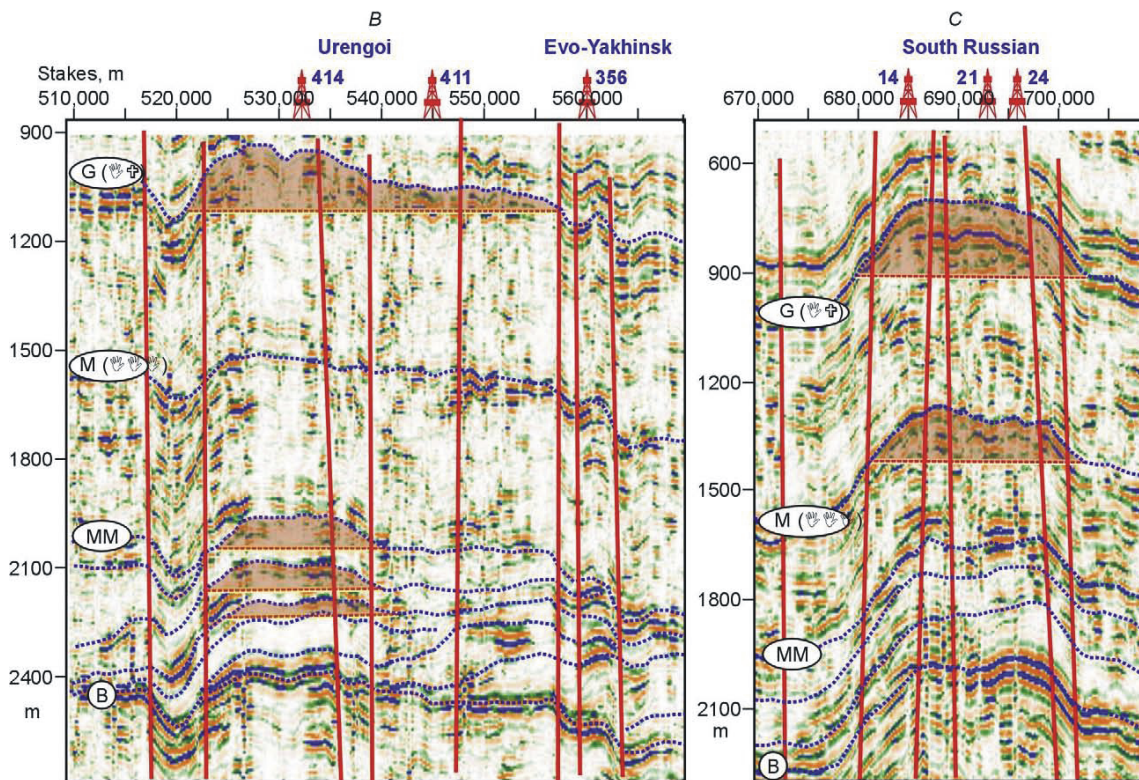 B
C
Urengoi
Evo-Yakhinsk
South Russian
Stakes, m
414
411
356
14
21
24
510 000
520 000
530 000
540 000
550 000
560 000
670 000
680 000
690 000
700 000
900
1200
1500
1800
2100
2400
m
G (🖑✞)
M (🖑🖑🖑)
MM
B
600
900
1200
1500
1800
2100
m
G (🖑✞)
M (🖑🖑🖑)
MM
B